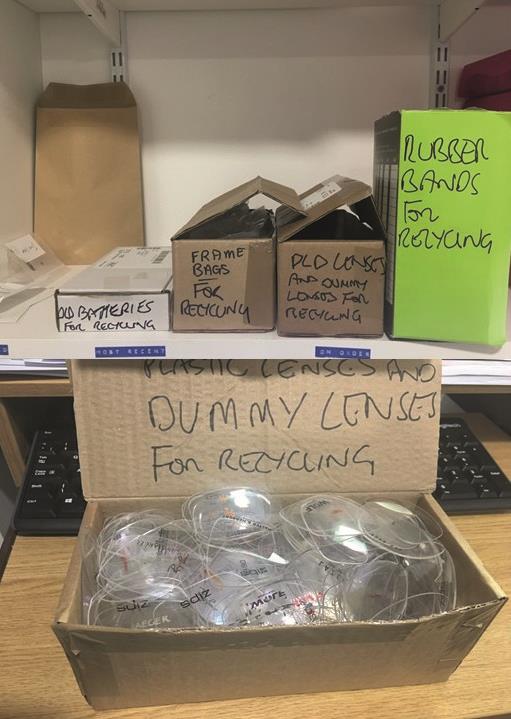 OLD BATTERIES
FOR RECYCLING
FRAME
BAGS
FOR
RECYCLING
OLD LENSES
AND DUMMY
LENSES FOR
RECYCLING
RUBBER
BANDS
FOR
RECYCLING
MOST RECENT
ON ORDER
PLASTIC LENSES AND
DUMMY LENSES
FOR RECYCLING